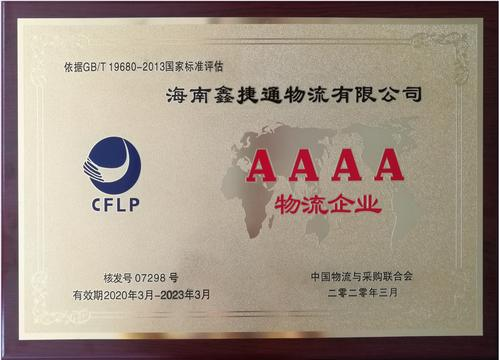 依据GB/T 19680-2013国家标准评估
海南鑫捷通物流有限公司
CFLP
AAAA
物流企业
核发号 07298 号
有效期2020年3月-2023年3月
中国物流与采购联合会
二零二零年三月